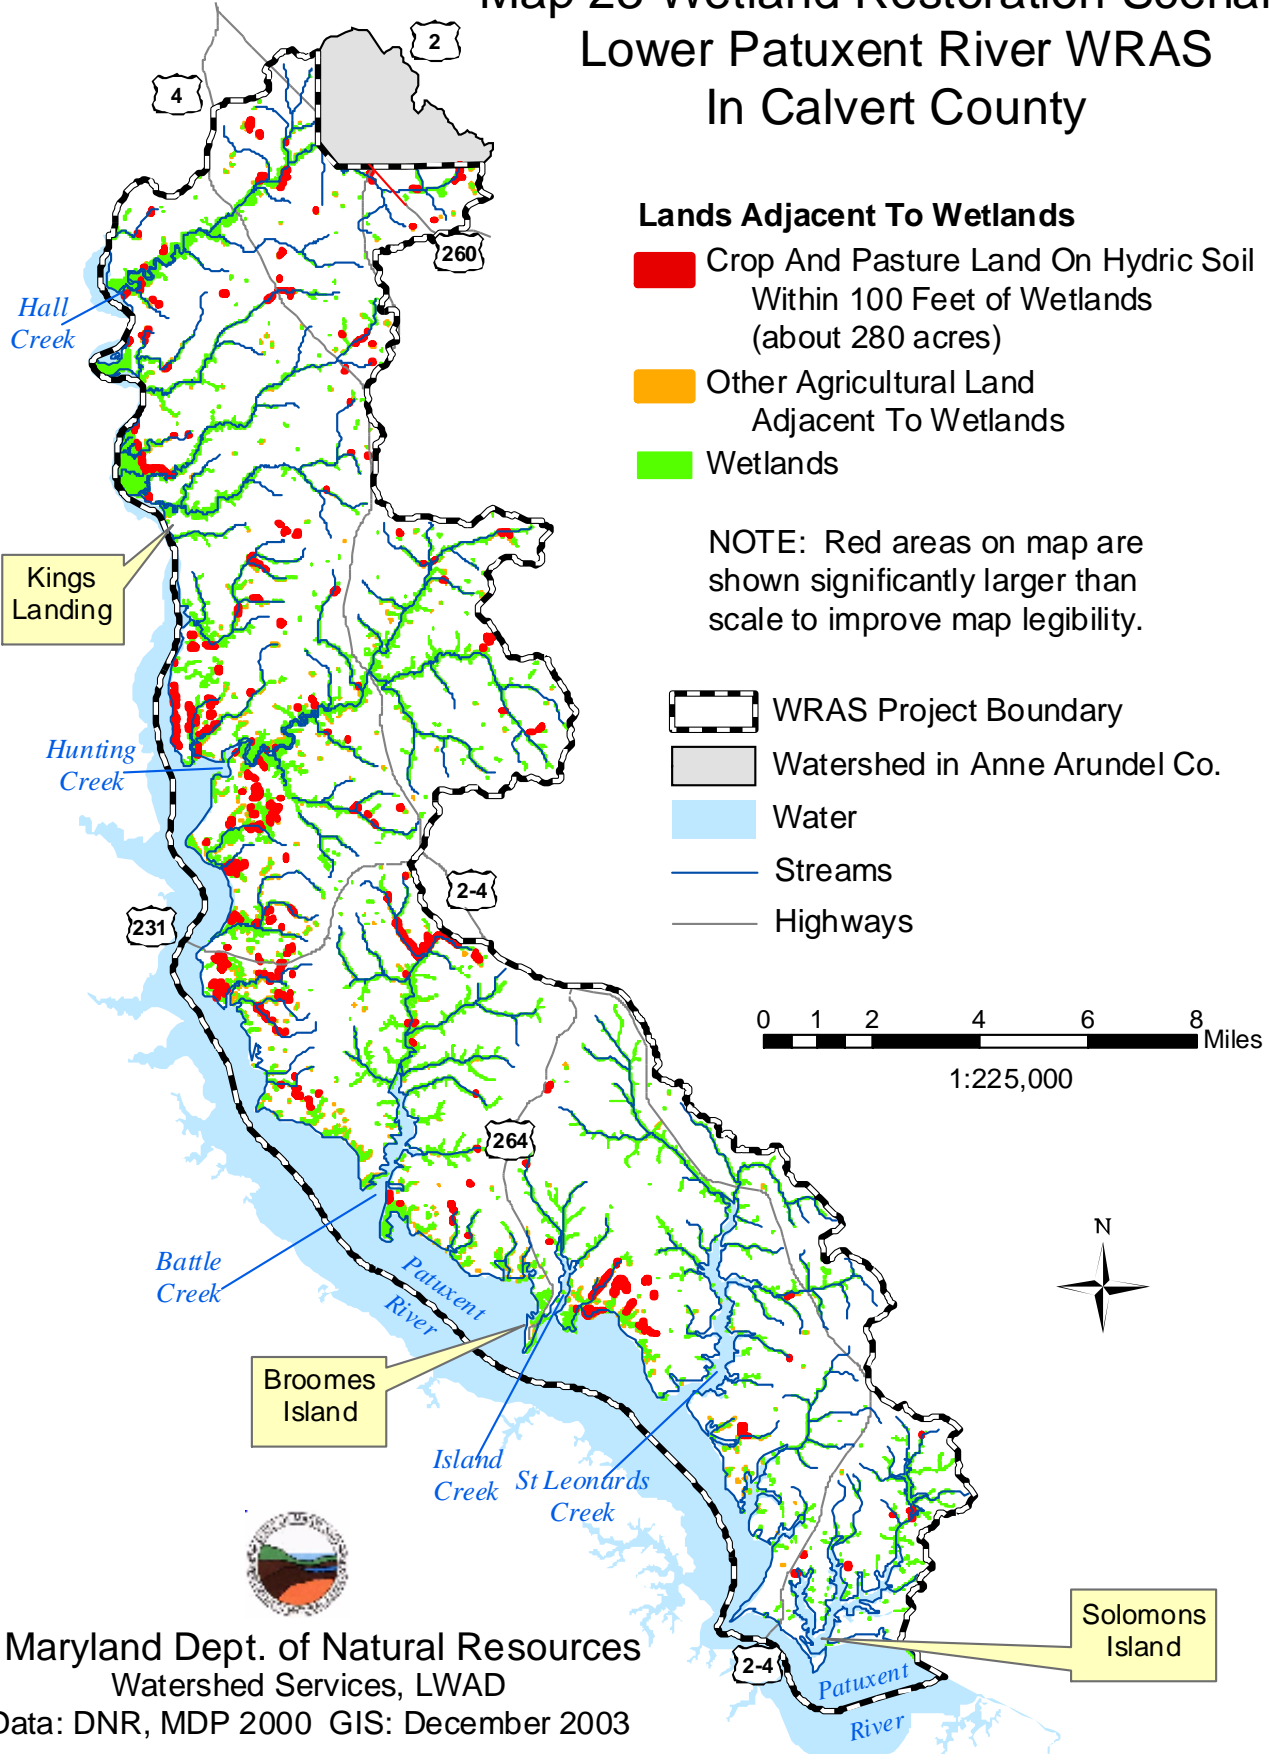 Map 28 Wetland Restoration Scenar
Lower Patuxent River WRAS
In Calvert County
2
4
260
Lands Adjacent To Wetlands
Crop And Pasture Land On Hydric Soil
Within 100 Feet of Wetlands
(about 280 acres)
Other Agricultural Land
Adjacent To Wetlands
Wetlands
NOTE: Red areas on map are
shown significantly larger than
scale to improve map legibility.
WRAS Project Boundary
Watershed in Anne Arundel Co.
Water
Streams
Highways
0 1 2 4 6 8 Miles
1:225,000
N
Hall
Creek
Kings
Landing
Hunting
Creek
2-4
231
264
Battle
Creek
Patuxent
River
Broomes
Island
Island
Creek
St Leonards
Creek
Solomons
Island
2-4
Patuxent
River
Maryland Dept. of Natural Resources
Watershed Services, LWAD
Data: DNR, MDP 2000 GIS: December 2003